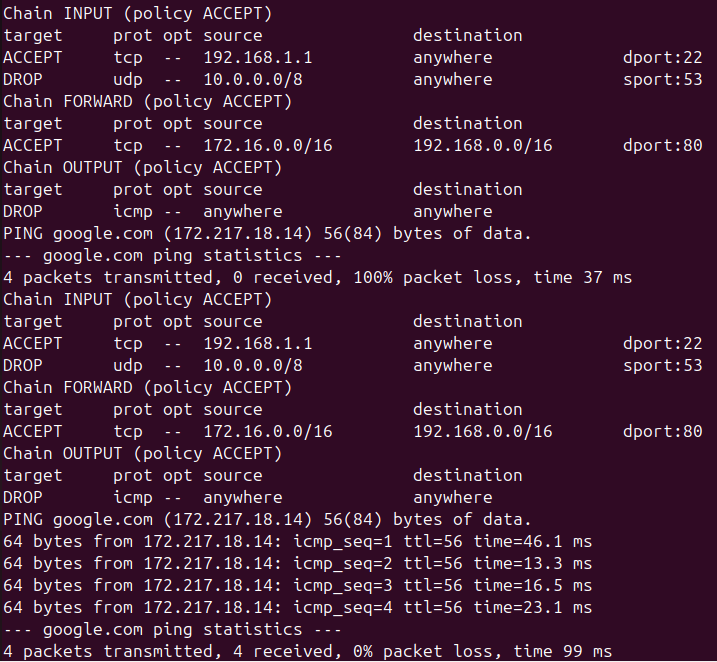 Chain INPUT (policy ACCEPT)
target     prot opt source                     destination
ACCEPT     tcp  --  192.168.1.1          anywhere             dport:22
DROP       udp  --  10.0.0.0/8           anywhere             sport:53
Chain FORWARD (policy ACCEPT)
target     prot opt source               destination
ACCEPT     tcp  --  172.16.0.0/16        192.168.0.0/16       dport:80
Chain OUTPUT (policy ACCEPT)
target     prot opt source               destination
DROP       icmp --  anywhere             anywhere
PING google.com (172.217.18.14) 56(84) bytes of data.
--- google.com ping statistics ---
4 packets transmitted, 0 received, 100% packet loss, time 37 ms
Chain INPUT (policy ACCEPT)
target     prot opt source               destination
ACCEPT     tcp  --  192.168.1.1          anywhere             dport:22
DROP       udp  --  10.0.0.0/8           anywhere             sport:53
Chain FORWARD (policy ACCEPT)
target     prot opt source               destination
ACCEPT     tcp  --  172.16.0.0/16        192.168.0.0/16       dport:80
Chain OUTPUT (policy ACCEPT)
target     prot opt source               destination
DROP       icmp --  anywhere             anywhere
PING google.com (172.217.18.14) 56(84) bytes of data.
64 bytes from 172.217.18.14: icmp_seq=1 ttl=56 time=46.1 ms
64 bytes from 172.217.18.14: icmp_seq=2 ttl=56 time=13.3 ms
64 bytes from 172.217.18.14: icmp_seq=3 ttl=56 time=16.5 ms
64 bytes from 172.217.18.14: icmp_seq=4 ttl=56 time=23.1 ms
--- google.com ping statistics ---
4 packets transmitted, 4 received, 0% packet loss, time 99 ms